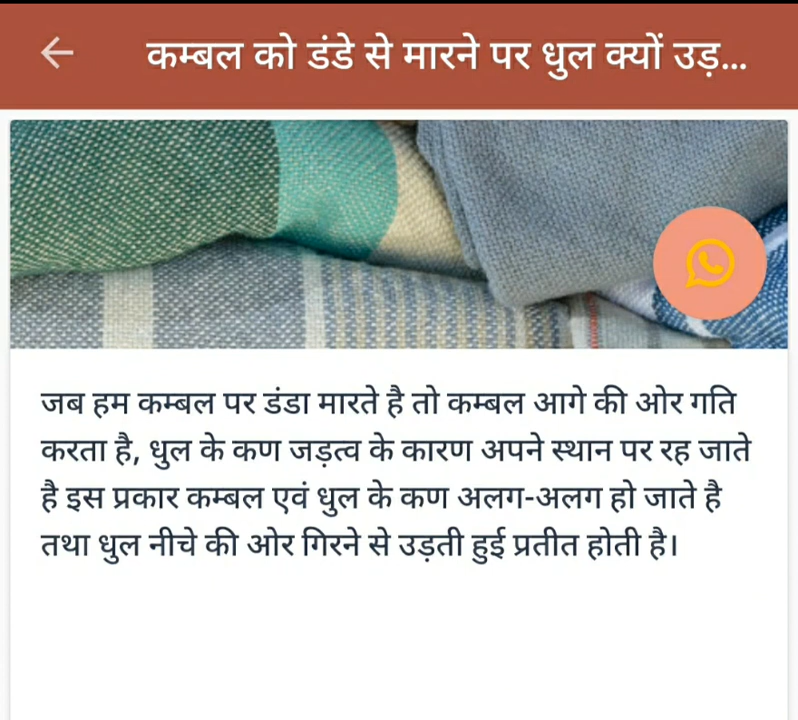 कम्बल को डंडे से मारने पर धुल क्यों उड़...
जब हम कम्बल पर डंडा मारते है तो कम्बल आगे की ओर गति
करता है, धुल के कण जड़त्व के कारण अपने स्थान पर रह जाते
है इस प्रकार कम्बल एवं धुल के कण अलग-अलग हो जाते है
तथा धुल नीचे की ओर गिरने से उड़ती हुई प्रतीत होती है।